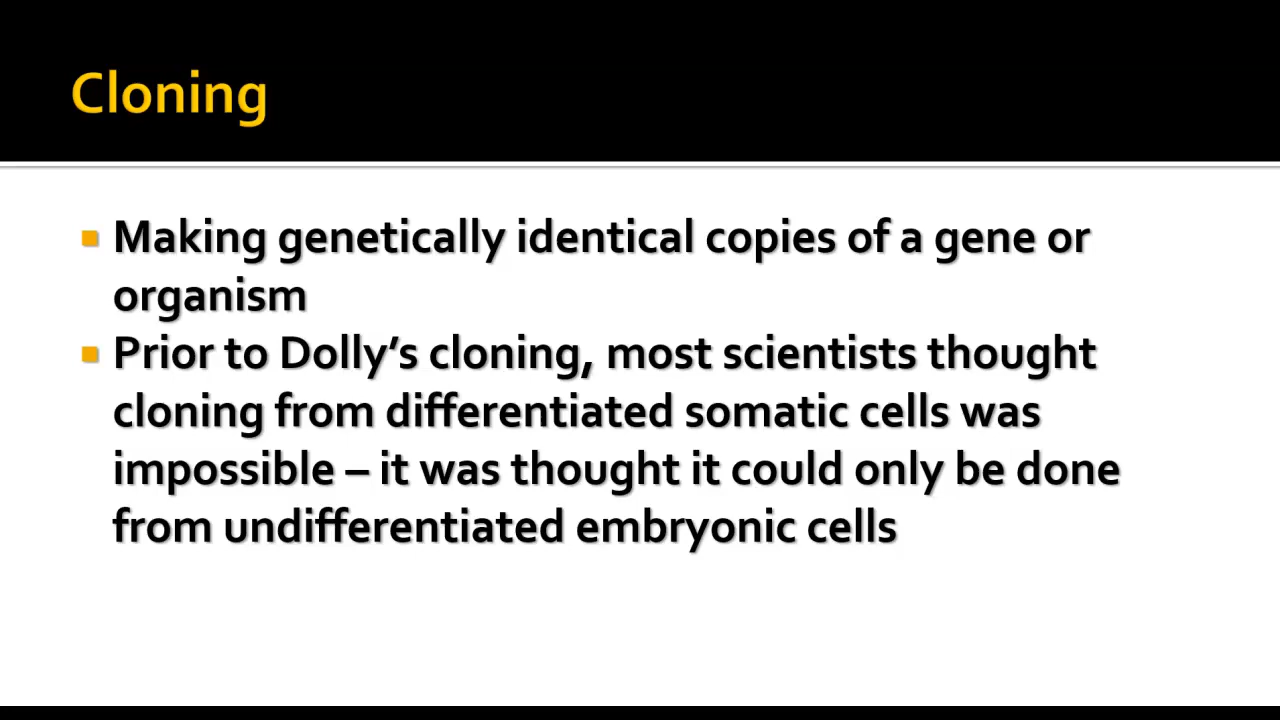 Cloning
Making genetically identical copies of a gene or
organism
Prior to Dolly’s cloning, most scientists thought
cloning from differentiated somatic cells was
impossible – it was thought it could only be done
from undifferentiated embryonic cells